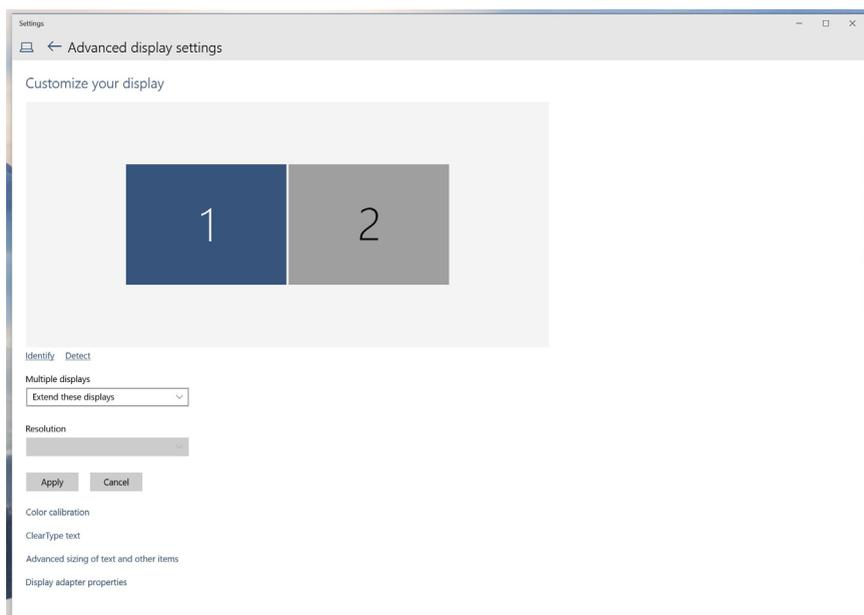 Settings
Advanced display settings
Customize your display
1 2
Identify Detect
Multiple displays
Extend these displays
Resolution
Apply Cancel
Color calibration
ClearType text
Advanced sizing of text and other items
Display adapter properties